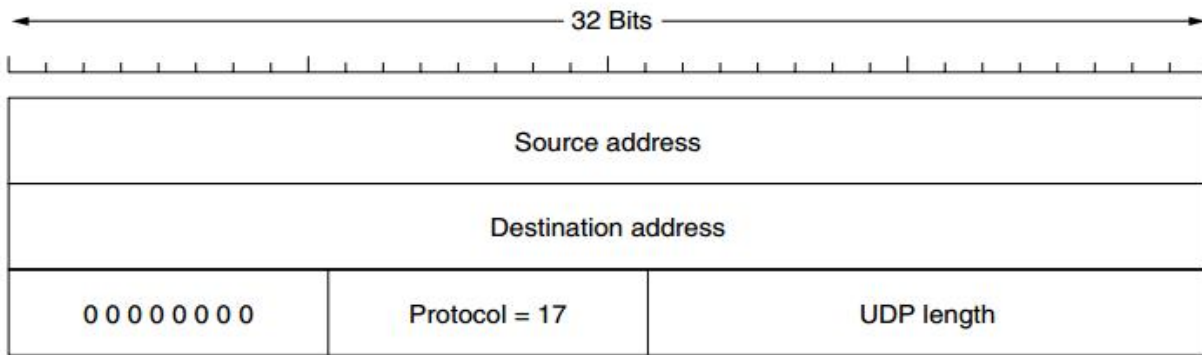 32 Bits
Source address
Destination address
0 0 0 0 0 0 0 0 Protocol = 17 UDP length